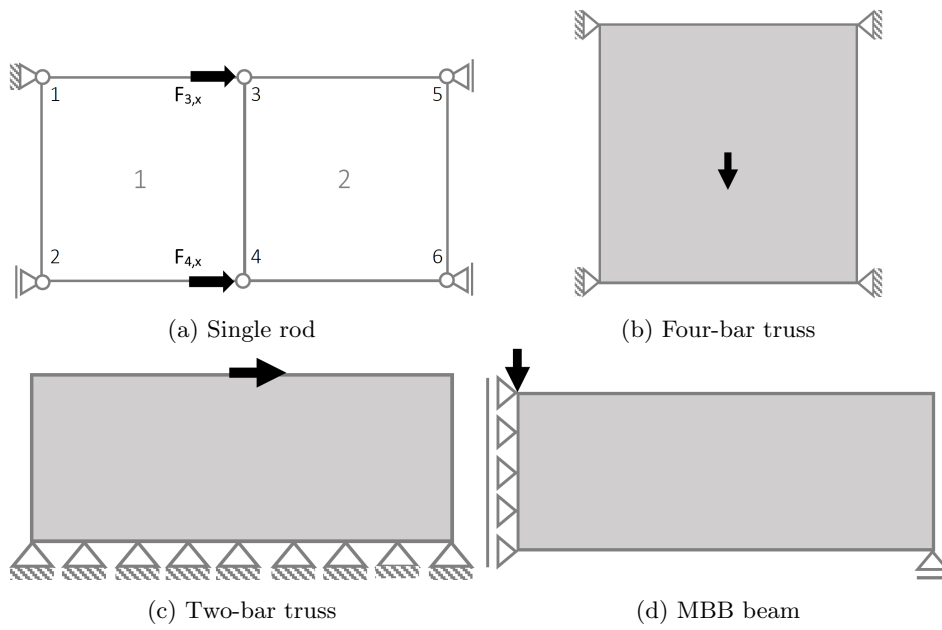 1
F3,x
3
5
1
2
2
F4,x
4
6
(a) Single rod
(b) Four-bar truss
(c) Two-bar truss
(d) MBB beam